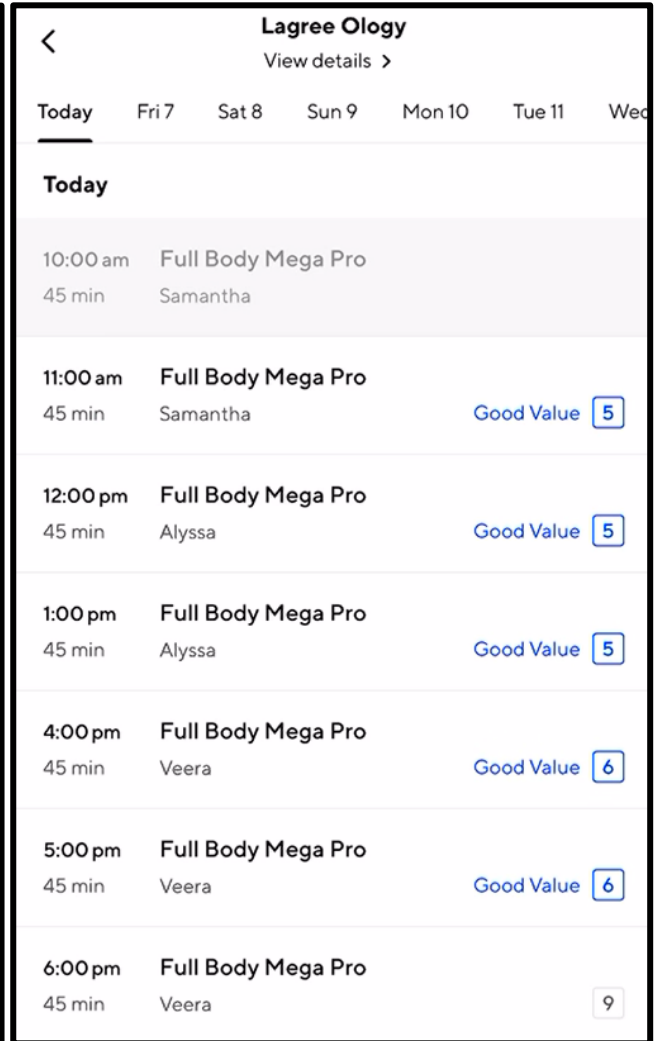 Lagree Ology
View details >
Today Fri 7 Sat 8 Sun 9 Mon 10 Tue 11 Wed
Today
10:00 am Full Body Mega Pro
45 min Samantha
11:00 am Full Body Mega Pro
45 min Samantha Good Value 5
12:00 pm Full Body Mega Pro
45 min Alyssa Good Value 5
1:00 pm Full Body Mega Pro
45 min Alyssa Good Value 5
4:00 pm Full Body Mega Pro
45 min Veera Good Value 6
5:00 pm Full Body Mega Pro
45 min Veera Good Value 6
6:00 pm Full Body Mega Pro
45 min Veera 9